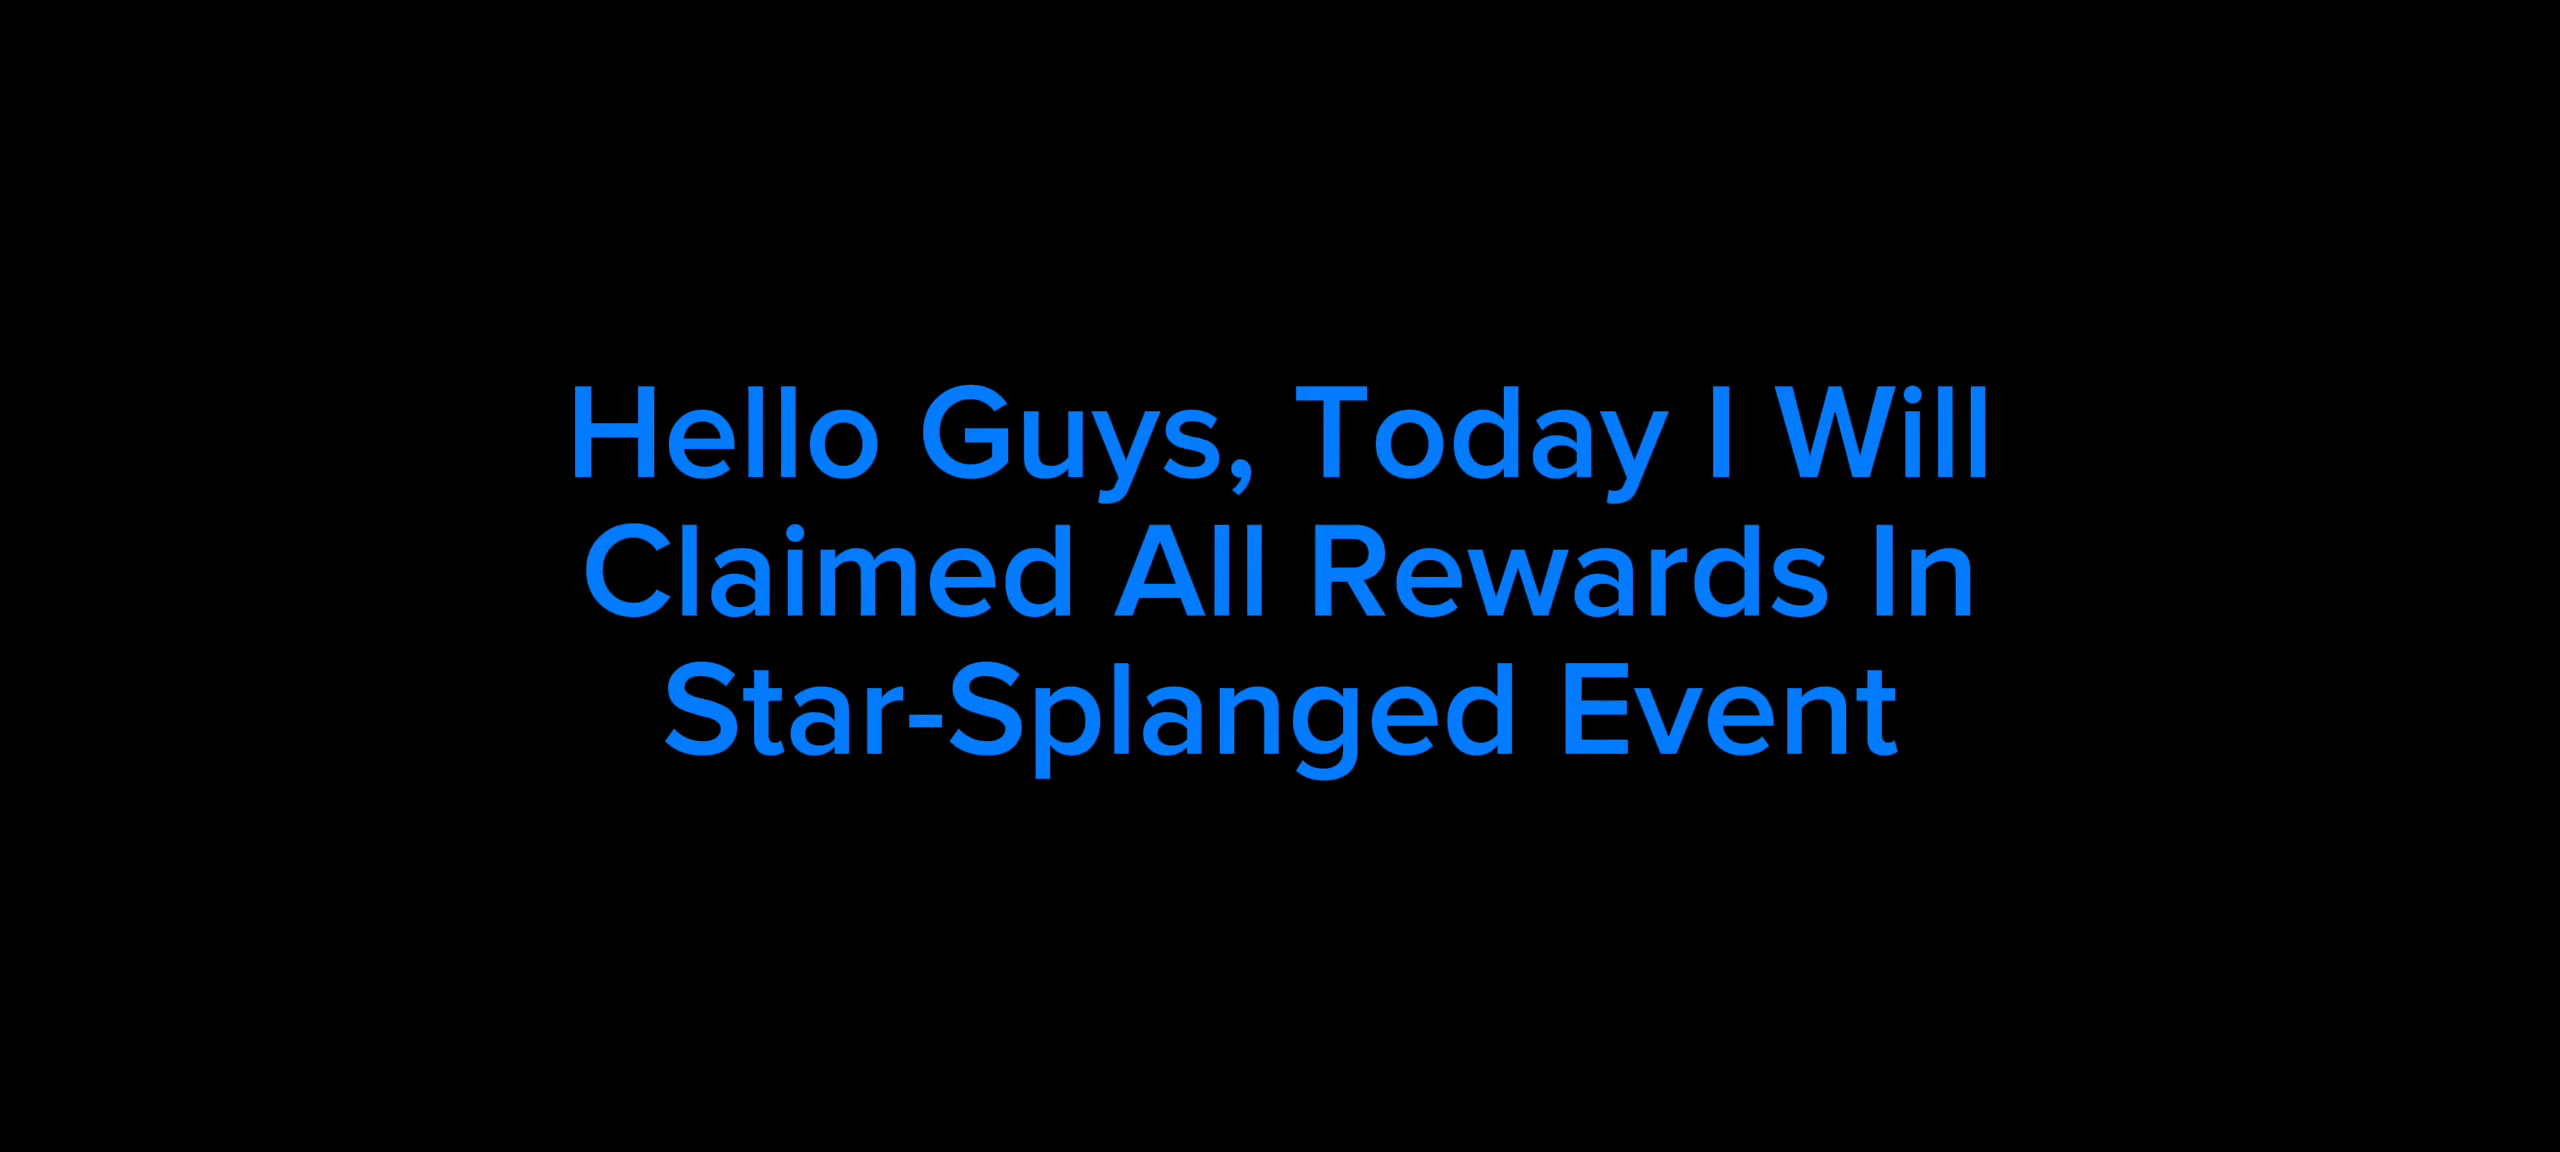 Hello Guys, Today I Will
Claimed All Rewards In
Star-Splanged Event